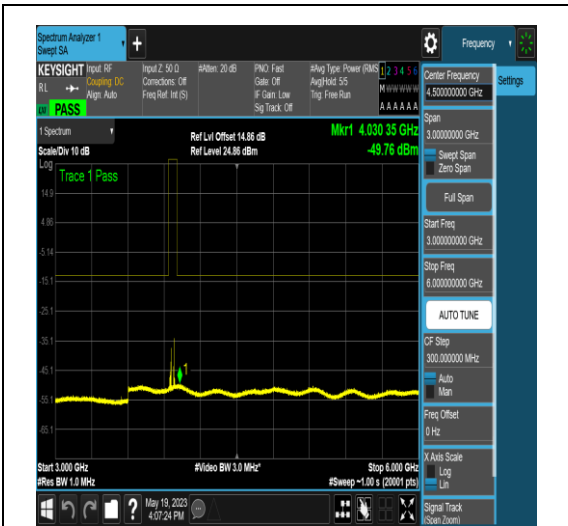 Spectrum Analyzer 1
Swept SA
Frequency
KEYSIGHT
RL
PASS
Input: RF
Coupling: DC
Align: Auto
Input Z: 50 Ω
Corrections: Off
Freq Ref: Int (S)
#Atten: 20 dB
PNO: Fast
Gate: Off
IF Gain: Low
Sig Track: Off
#Avg Type: Power (RMS
Avg|Hold: 5/5
Trig: Free Run
1 2 3 4 5 6
M W W W W W
A A A A A A
1 Spectrum
Scale/Div 10 dB
Ref Lvl Offset 14.86 dB
Ref Level 24.86 dBm
Mkr1 4.030 35 GHz
-49.76 dBm
Log
Trace 1 Pass
14.9
4.86
-5.14
-15.1
-25.1
-35.1
-45.1
-55.1
-65.1
1
Start 3.000 GHz
#Res BW 1.0 MHz
#Video BW 3.0 MHz*
Stop 6.000 GHz
#Sweep ~1.00 s (20001 pts)
May 19, 2023
4:07:24 PM
Center Frequency
4.500000000 GHz
Settings
Span
3.00000000 GHz
Swept Span
Zero Span
Full Span
Start Freq
3.000000000 GHz
Stop Freq
6.000000000 GHz
AUTO TUNE
CF Step
300.000000 MHz
Auto
Man
Freq Offset
0 Hz
X Axis Scale
Log
Lin
Signal Track
(Span Zoom)